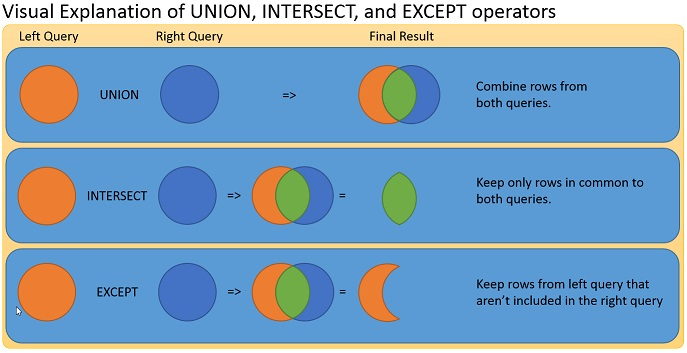 Visual Explanation of UNION, INTERSECT, and EXCEPT operators
Left Query Right Query Final Result
UNION => Combine rows from
both queries.
INTERSECT => = Keep only rows in common to
both queries.
EXCEPT => = Keep rows from left query that
aren't included in the right query